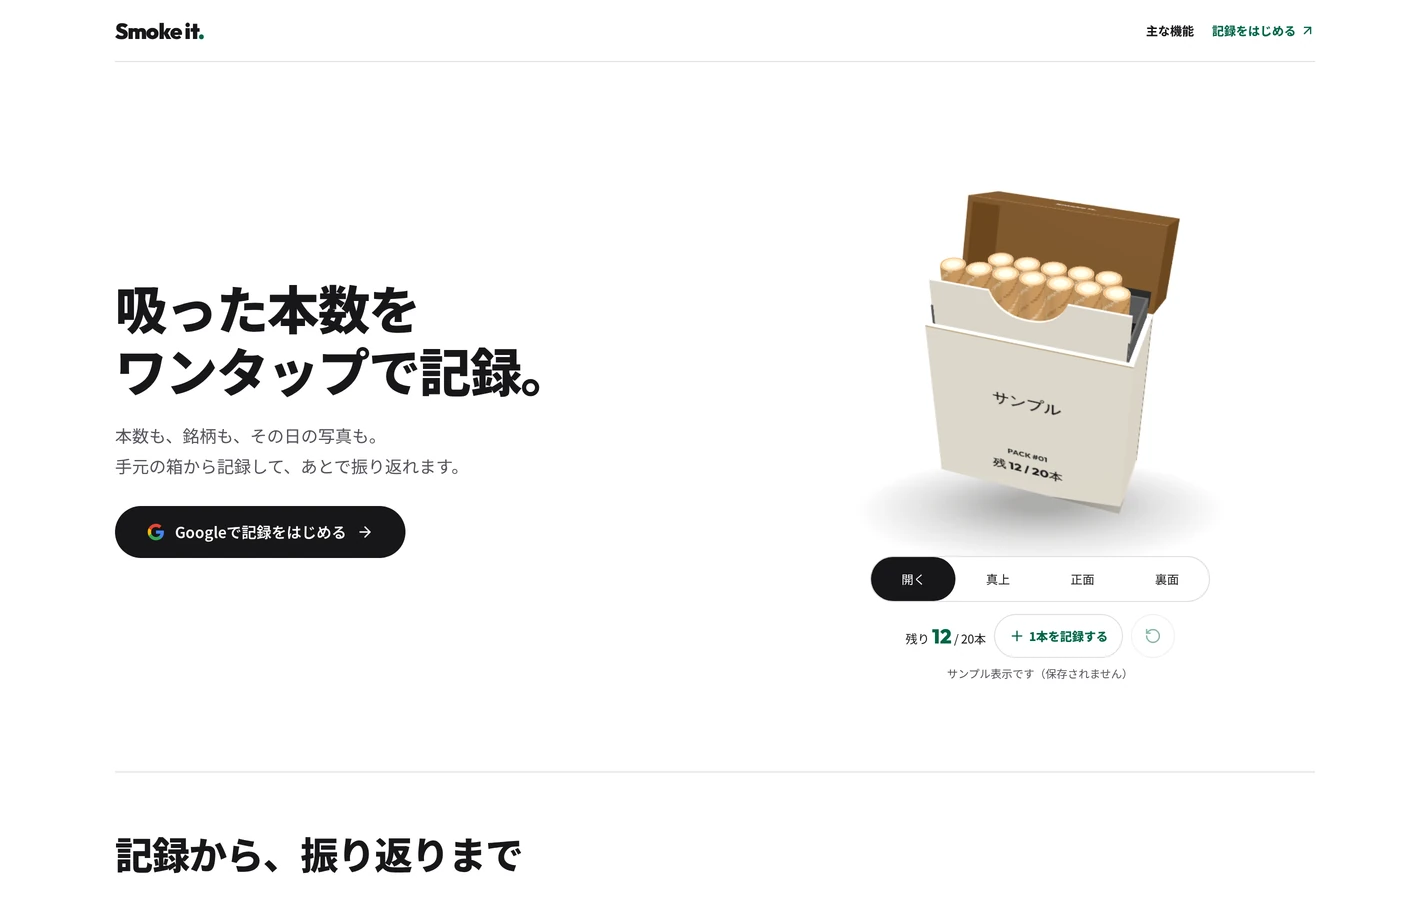 Smoke it.
主な機能
記録をはじめる
吸った本数を
ワンタップで記録。
本数も、銘柄も、その日の写真も。
手元の箱から記録して、あとで振り返れます。
Googleで記録をはじめる
サンプル
PACK #01
残 12 / 20本
開く
真上
正面
裏面
残り 12 / 20本
1本を記録する
サンプル表示です（保存されません）
記録から、振り返りまで